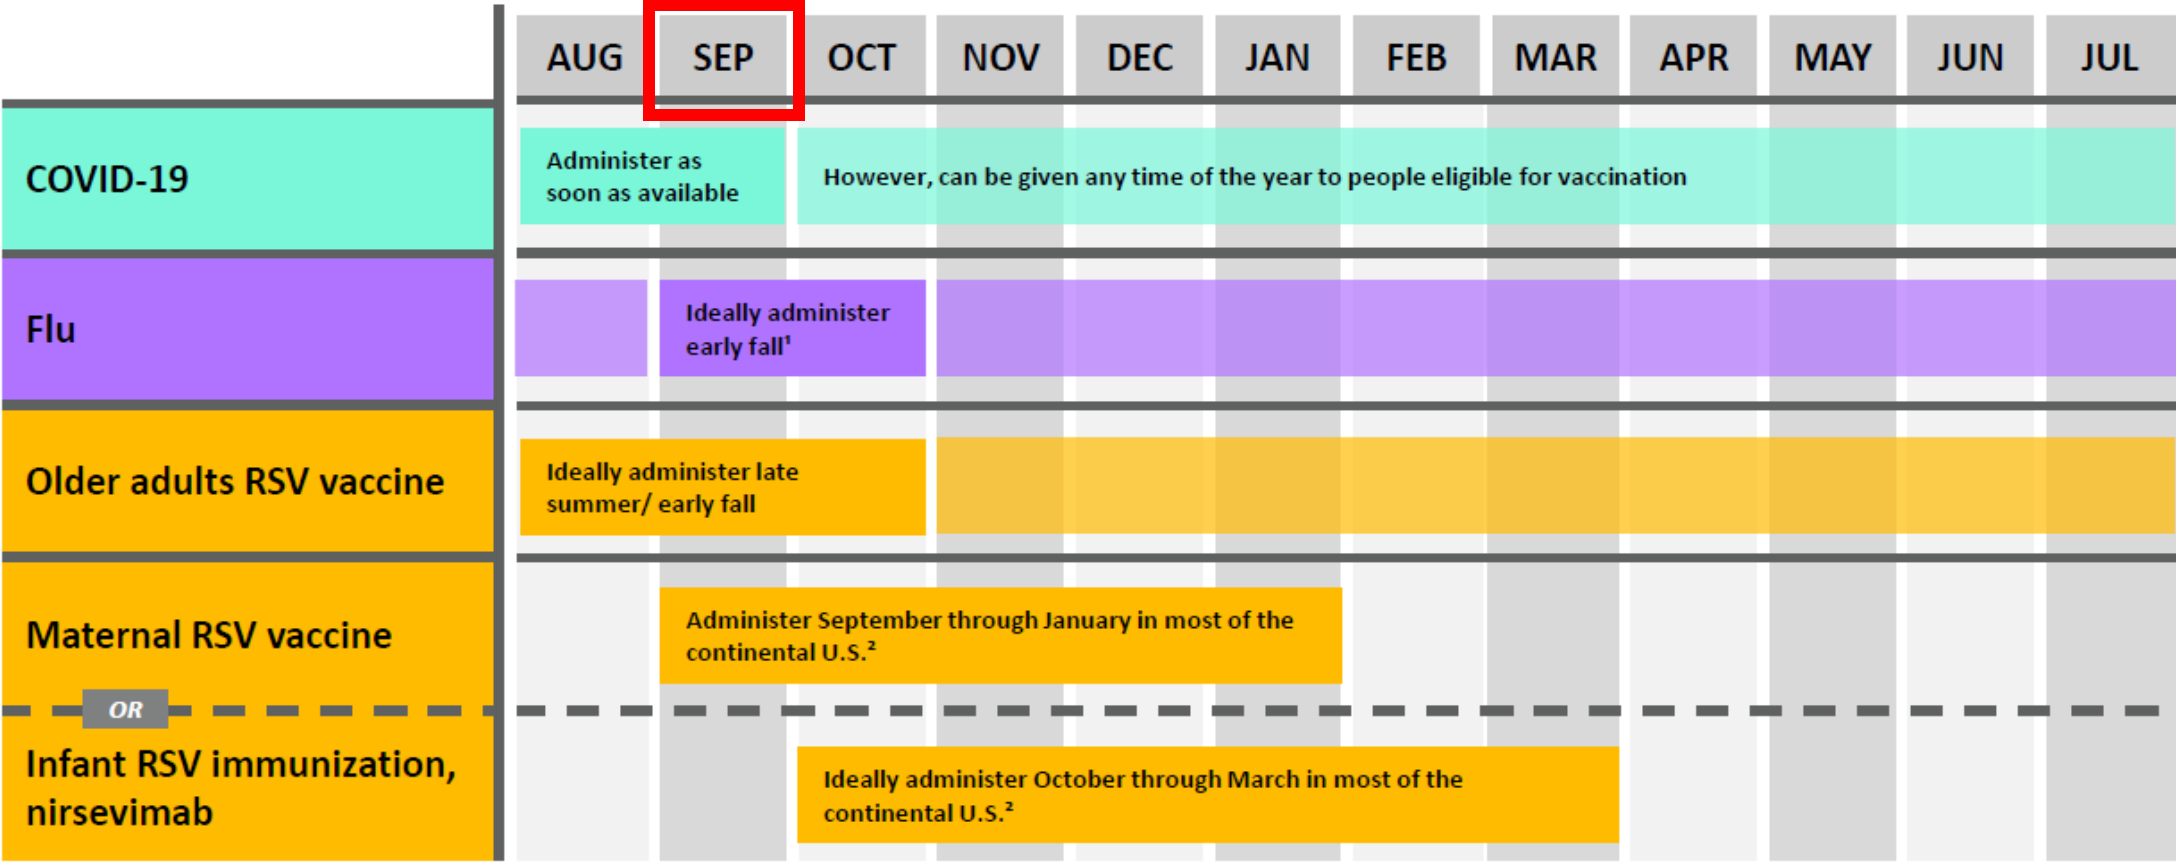 AUG SEP OCT NOV DEC JAN FEB MAR APR MAY JUN JUL
COVID-19
Administer as
soon as available
However, can be given any time of the year to people eligible for vaccination
Flu
Ideally administer
early fall¹
Older adults RSV vaccine
Ideally administer late
summer/ early fall
Maternal RSV vaccine
Administer September through January in most of the
continental U.S.²
OR
Infant RSV immunization,
nirsevimab
Ideally administer October through March in most of the
continental U.S.²